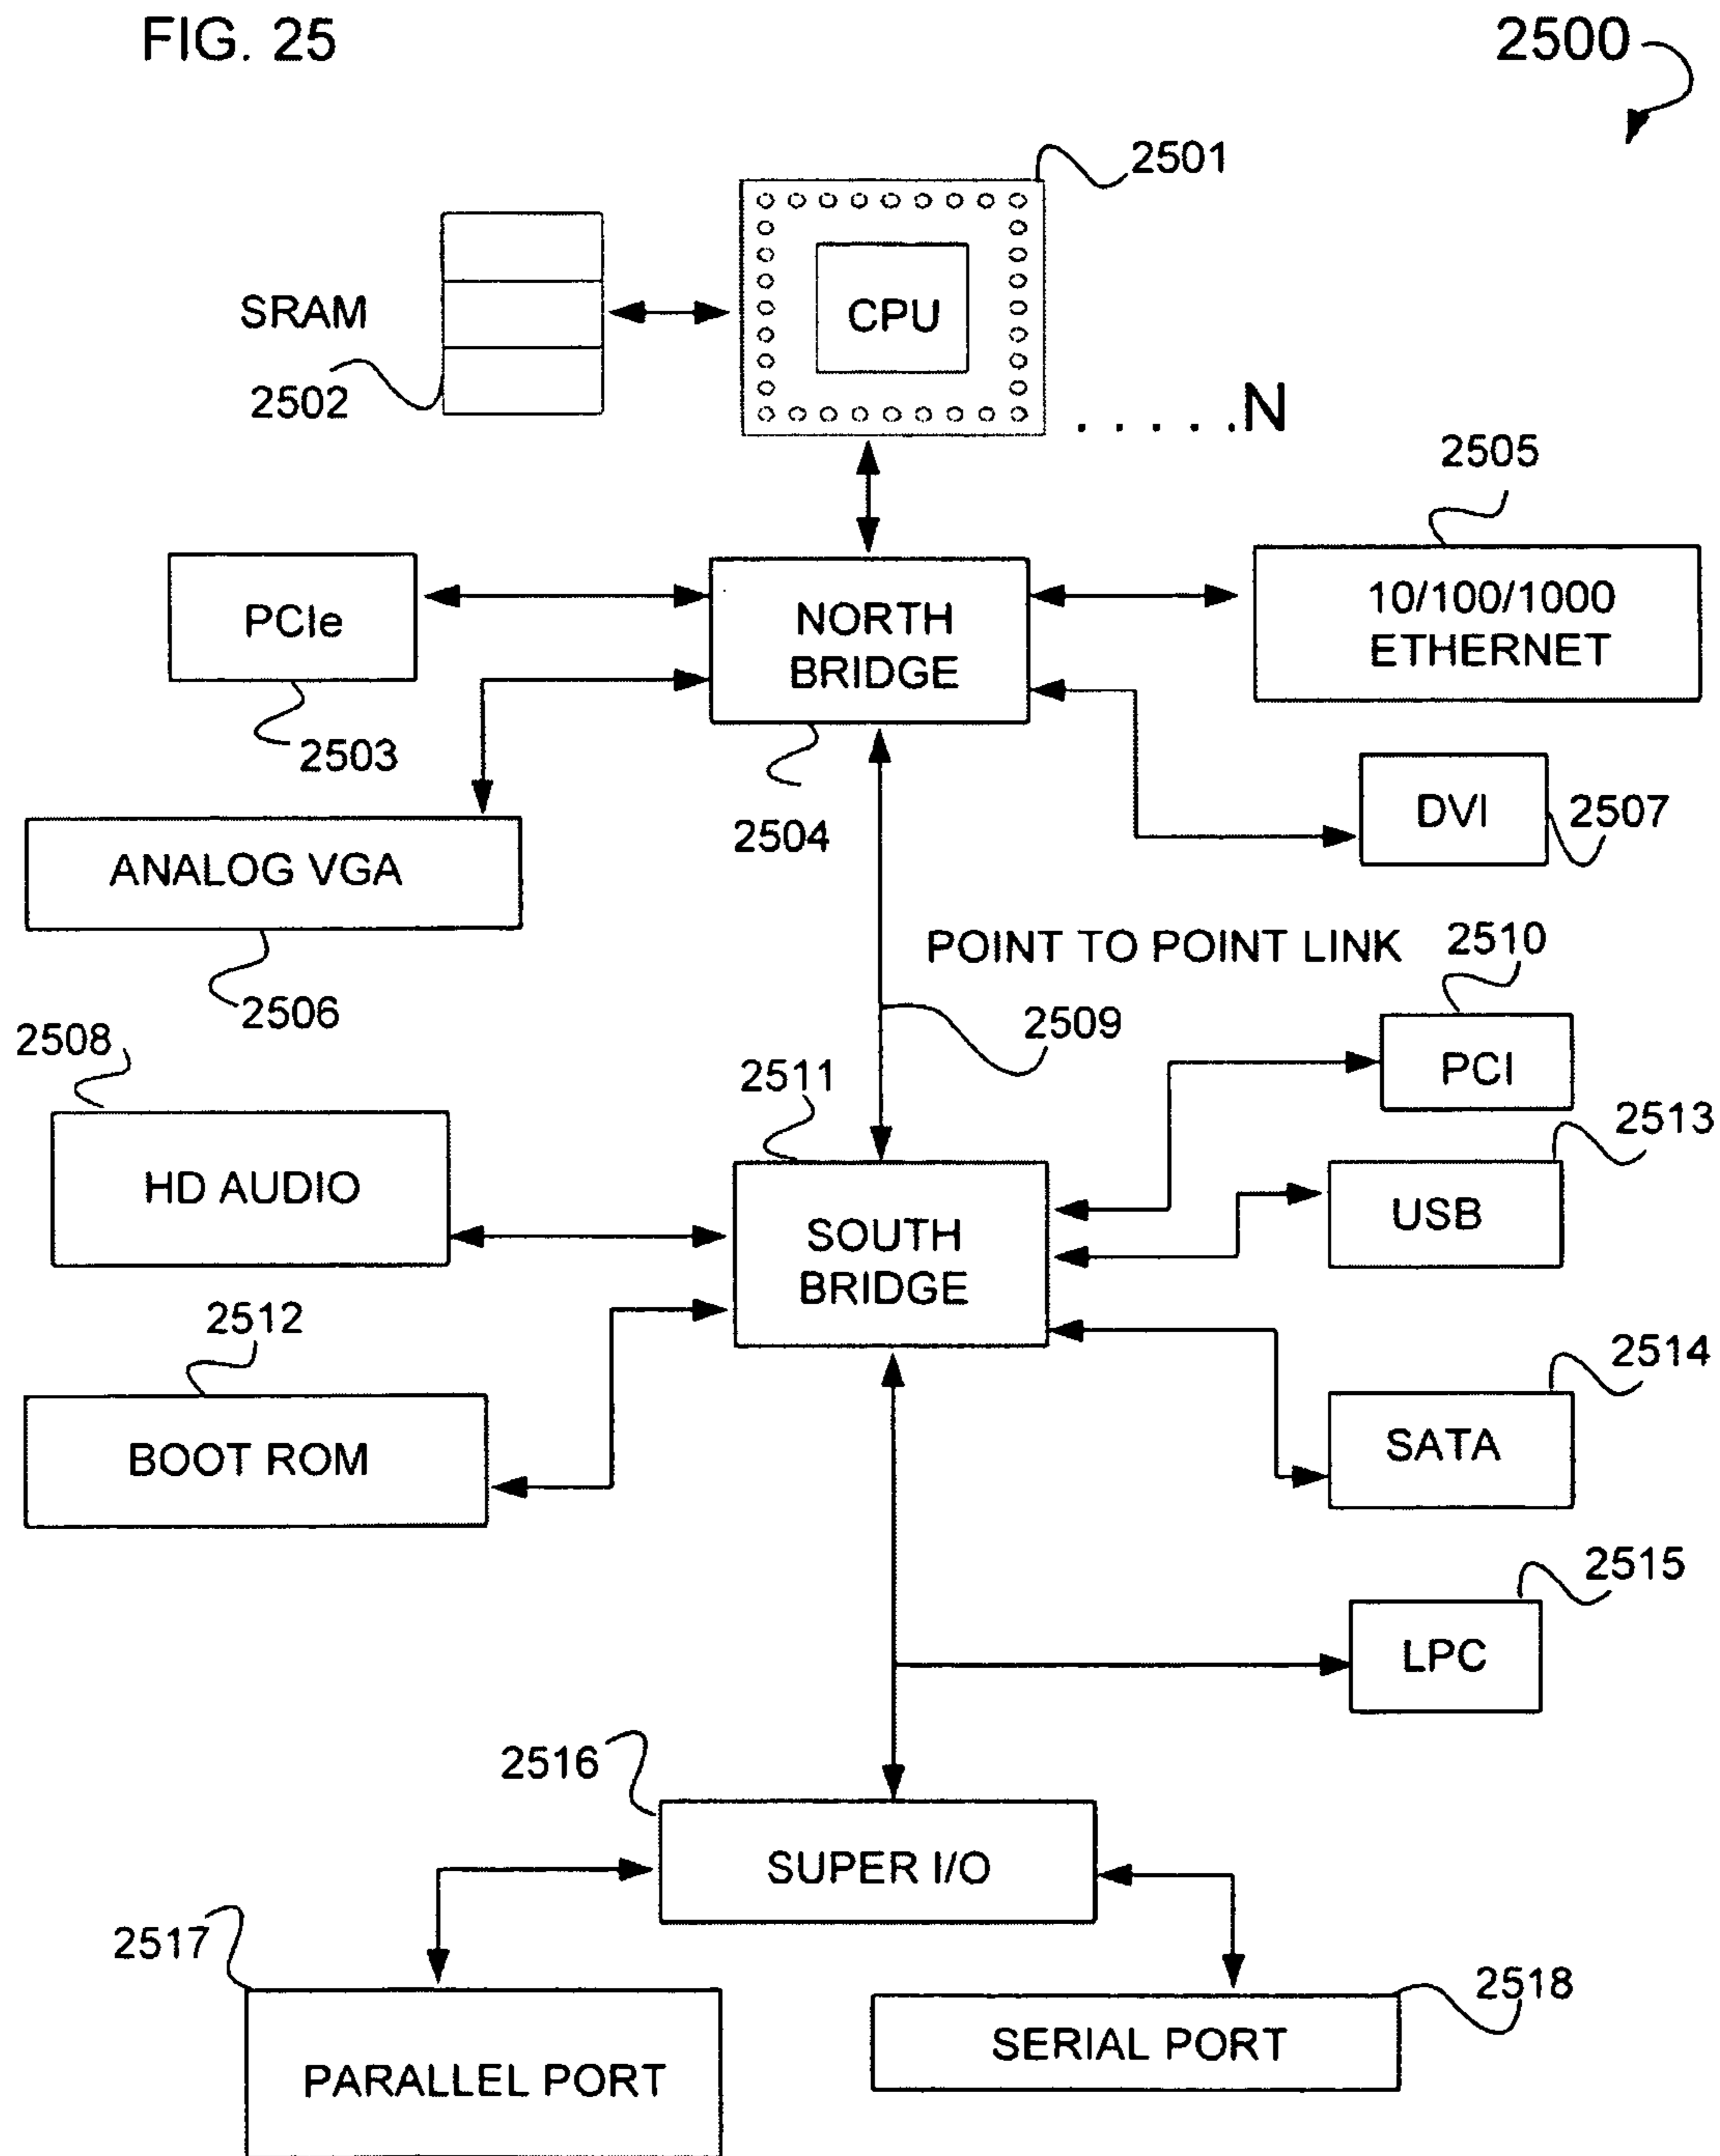 FIG. 25
2500
2501
SRAM
CPU
2502
. . . . . N
2505
PCIe
NORTH
BRIDGE
10/100/1000
ETHERNET
2503
2504
DVI
2507
ANALOG VGA
2506
POINT TO POINT LINK
2510
2508
2509
PCI
2511
2513
HD AUDIO
SOUTH
BRIDGE
USB
2512
2514
BOOT ROM
SATA
2515
LPC
2516
SUPER I/O
2517
2518
PARALLEL PORT
SERIAL PORT